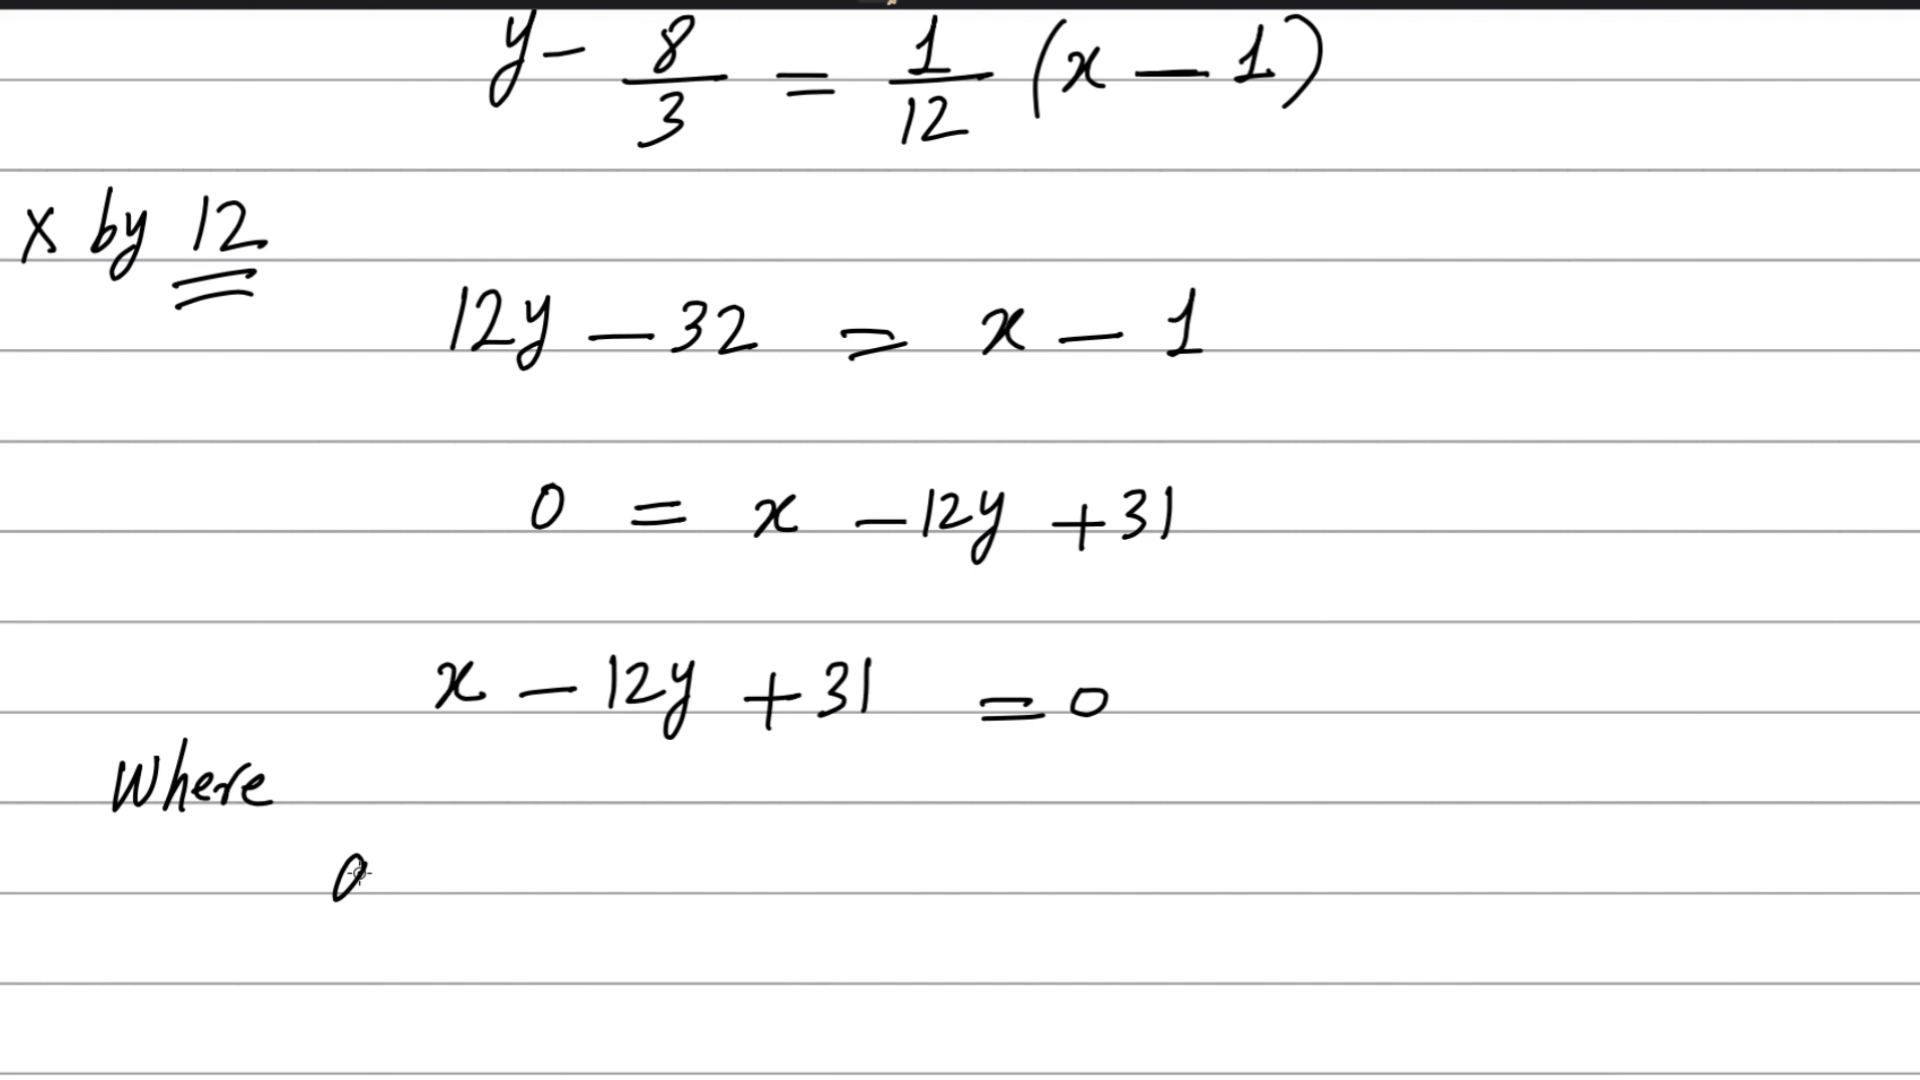 y - 8/3 = 1/12 (x - 1)
x by 12
12y - 32 = x - 1
0 = x - 12y + 31
x - 12y + 31 = 0
Where